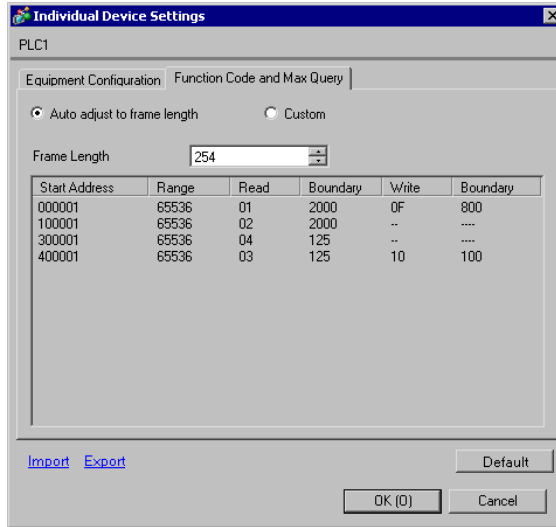 Individual Device Settings
PLC1
Equipment Configuration Function Code and Max Query
Auto adjust to frame length Custom
Frame Length 254
Start Address Range Read Boundary Write Boundary
000001 65536 01 2000 0F 800
100001 65536 02 2000 -- ----
300001 65536 04 125 -- ----
400001 65536 03 125 10 100
Import Export Default
OK (O) Cancel